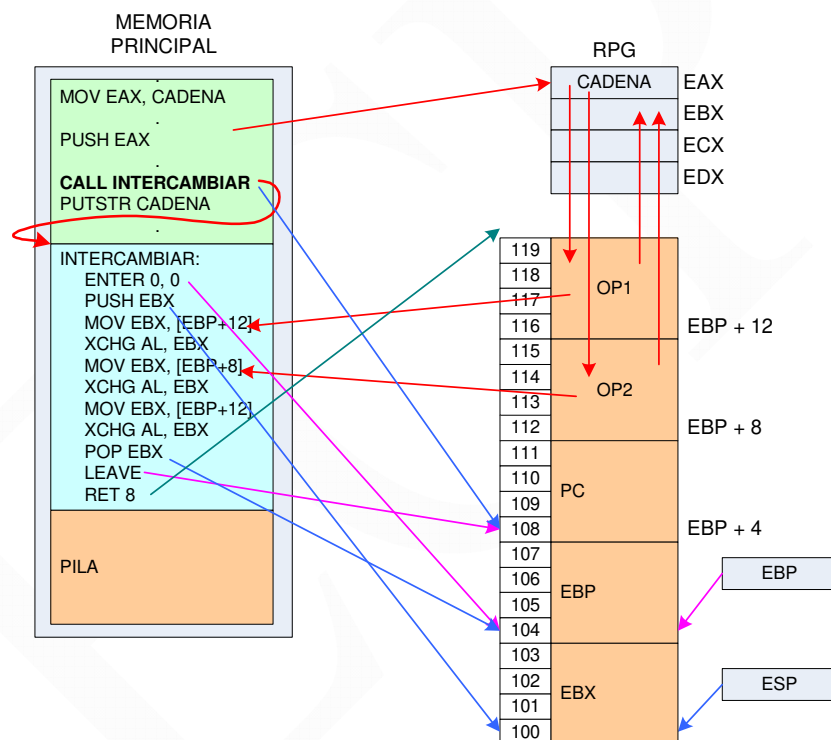 MEMORIA
PRINCIPAL
.
MOV EAX, CADENA
.
PUSH EAX
.
CALL INTERCAMBIAR
PUTSTR CADENA
.
INTERCAMBIAR:
ENTER 0, 0
PUSH EBX
MOV EBX, [EBP+12]
XCHG AL, EBX
MOV EBX, [EBP+8]
XCHG AL, EBX
MOV EBX, [EBP+12]
XCHG AL, EBX
POP EBX
LEAVE
RET 8
PILA
RPG
CADENA EAX
EBX
ECX
EDX
119
118
OP1
117
116
EBP + 12
115
114
OP2
113
112
EBP + 8
111
110
PC
109
108
EBP + 4
107
106
EBP
105
104
EBP
103
102
EBX
101
100
ESP